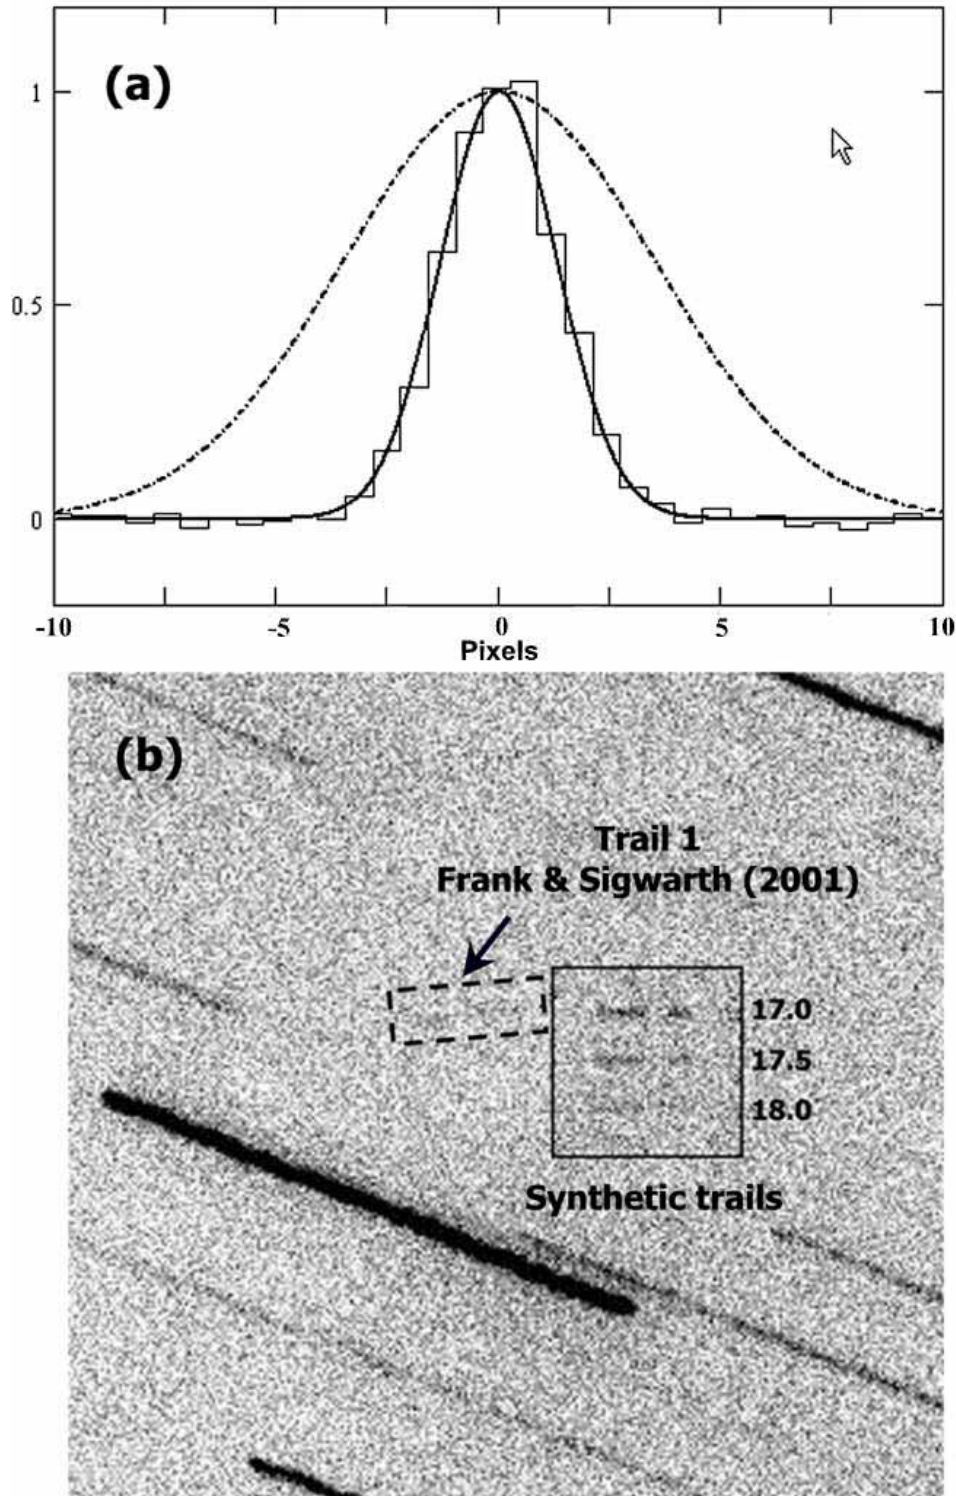 (a)
1
0.5
0
-10 -5 0 5 10
Pixels
(b)
Trail 1
Frank & Sigwarth (2001)
17.0
17.5
18.0
Synthetic trails